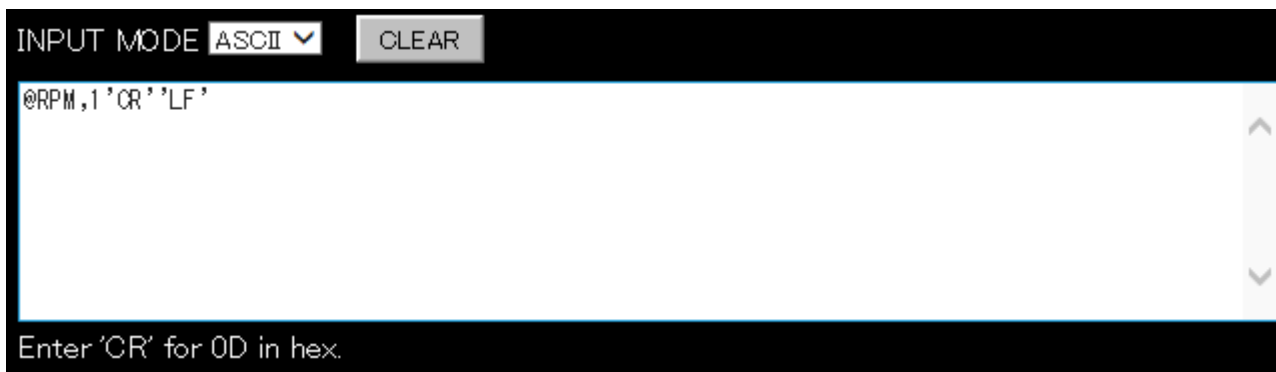 INPUT MODE ASCII CLEAR
@RPM,1'CR''LF'
Enter 'CR' for 0D in hex.